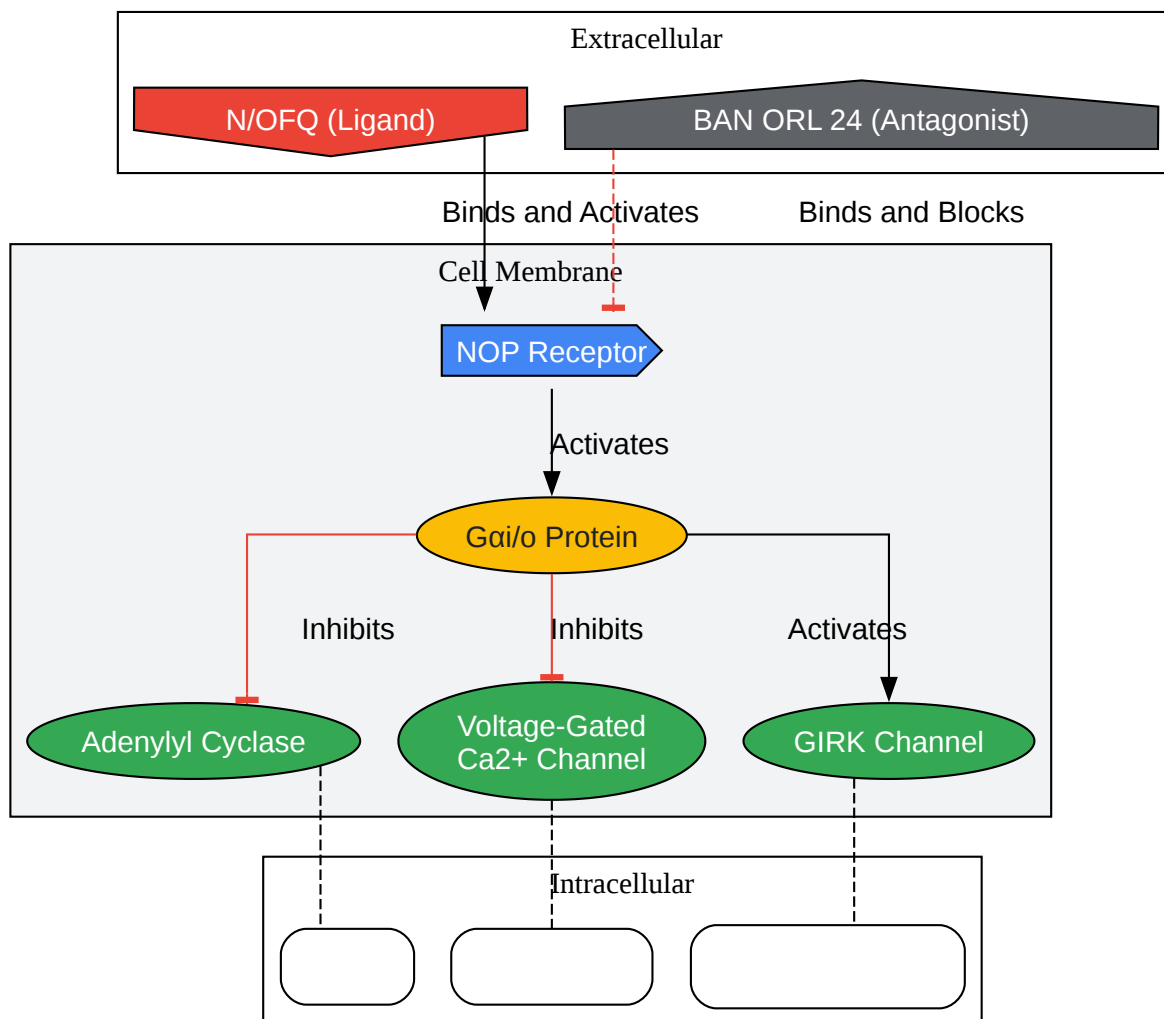 Extracellular
N/OFQ (Ligand)
BAN ORL 24 (Antagonist)
Binds and Activates
Binds and Blocks
Cell Membrane
NOP Receptor
Activates
Gαi/o Protein
Inhibits
Inhibits
Activates
Adenylyl Cyclase
Voltage-Gated
Ca2+ Channel
GIRK Channel
Intracellular